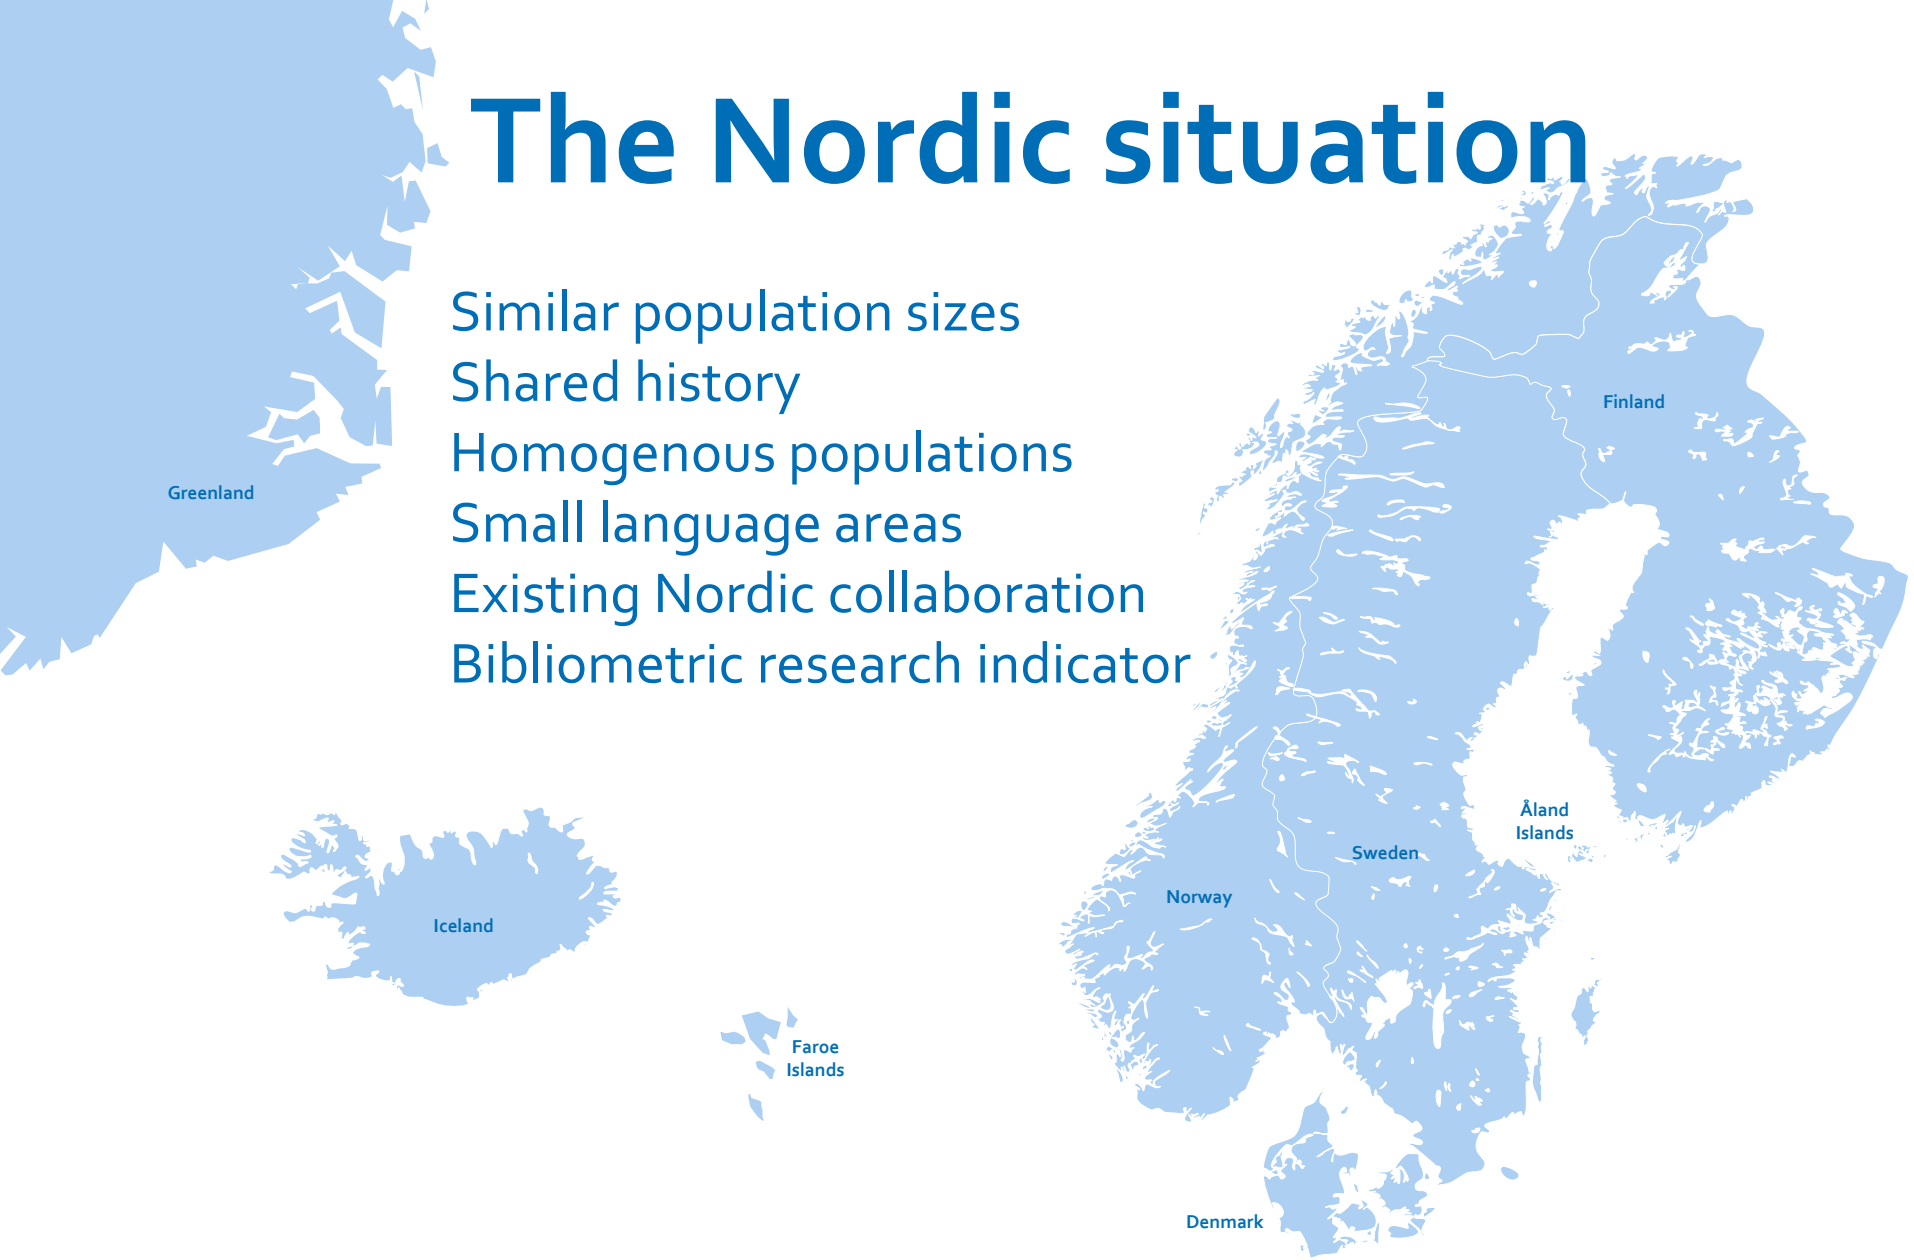 The Nordic situation
Similar population sizes
Shared history
Homogenous populations
Small language areas
Existing Nordic collaboration
Bibliometric research indicator
Finland
Greenland
Åland
Islands
Sweden
Norway
Iceland
Faroe
Islands
Denmark